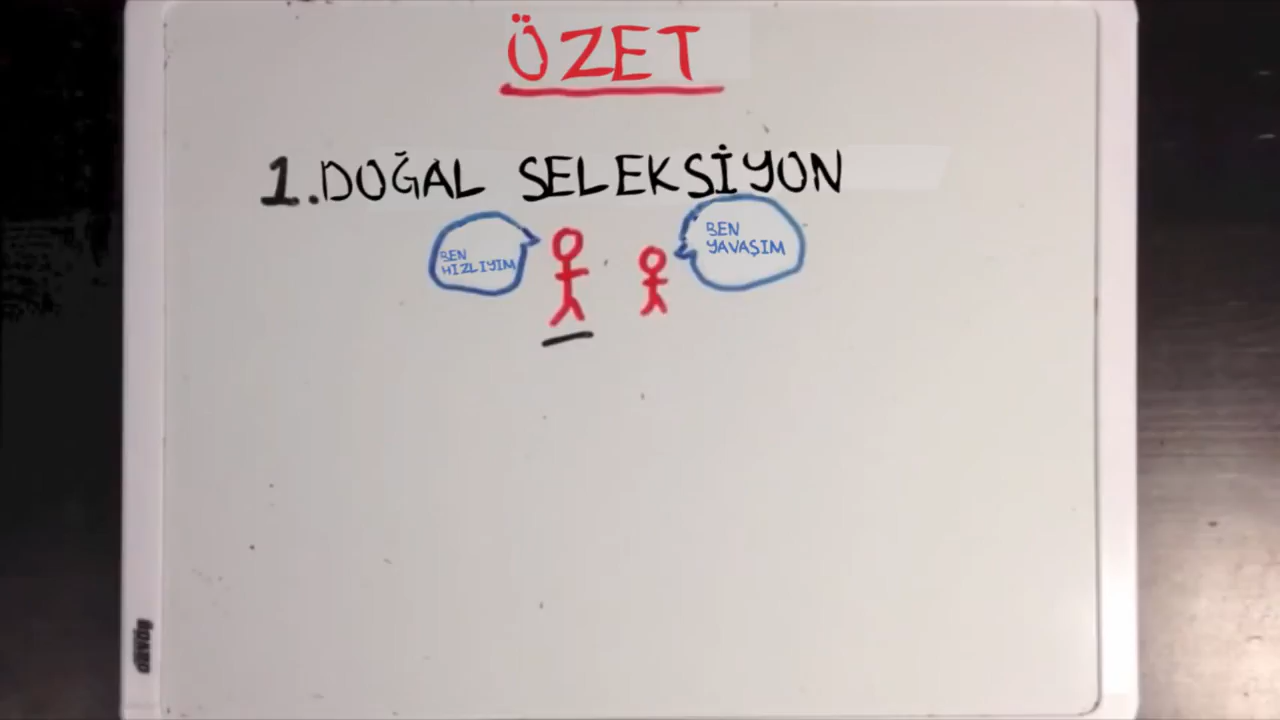 ÖZET
1.DOĞAL SELEKSİYON
BEN
HIZLIYIM
BEN
YAVAŞIM